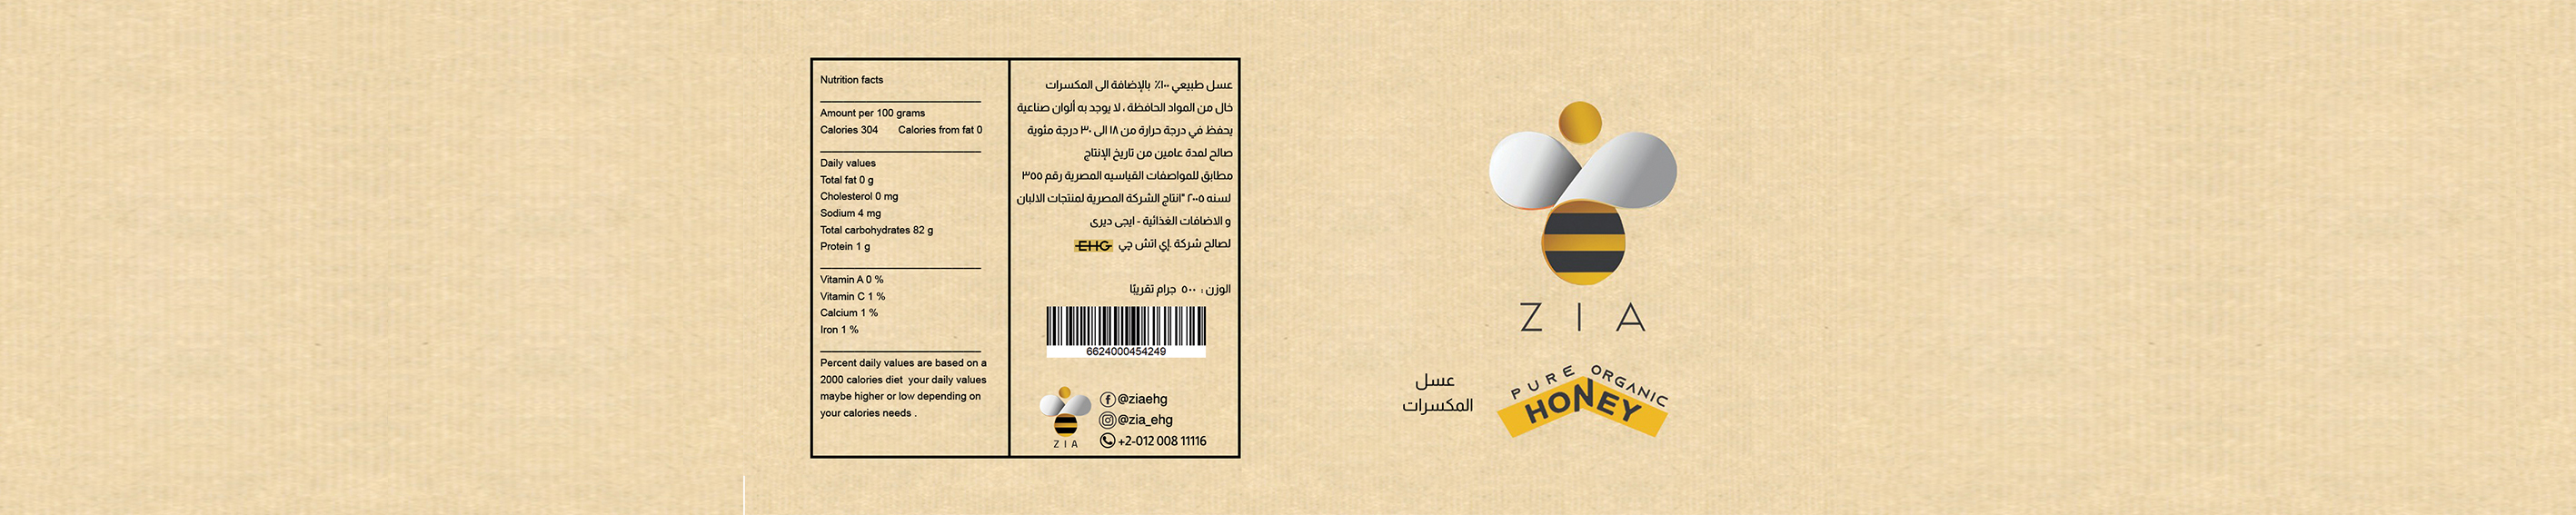 Nutrition facts
Amount per 100 grams
Calories 304 Calories from fat 0
Daily values
Total fat 0 g
Cholesterol 0 mg
Sodium 4 mg
Total carbohydrates 82 g
Protein 1 g
Vitamin A 0 %
Vitamin C 1 %
Calcium 1 %
Iron 1 %
Percent daily values are based on a
2000 calories diet your daily values
maybe higher or low depending on
your calories needs .
عسل طبيعي ١٠٠٪ بالإضافة الى المكسرات
خال من المواد الحافظة ، لا يوجد به ألوان صناعية
يحفظ في درجة حرارة من ١٨ الى ٣٠ درجة مئوية
صالح لمدة عامين من تاريخ الإنتاج
مطابق للمواصفات القياسيه المصرية رقم ٣٥٥
لسنه ٢٠٠٥ "انتاج الشركة المصرية لمنتجات الالبان
و الاضافات الغذائية - ايجى ديرى
لصالح شركة .إي اتش چي EHG
الوزن : ٥٠٠ جرام تقريبًا
6624000454249
@ziaehg
@zia_ehg
+2-012 008 11116
ZIA
ZIA
PURE ORGANIC
HONEY
عسل
المكسرات